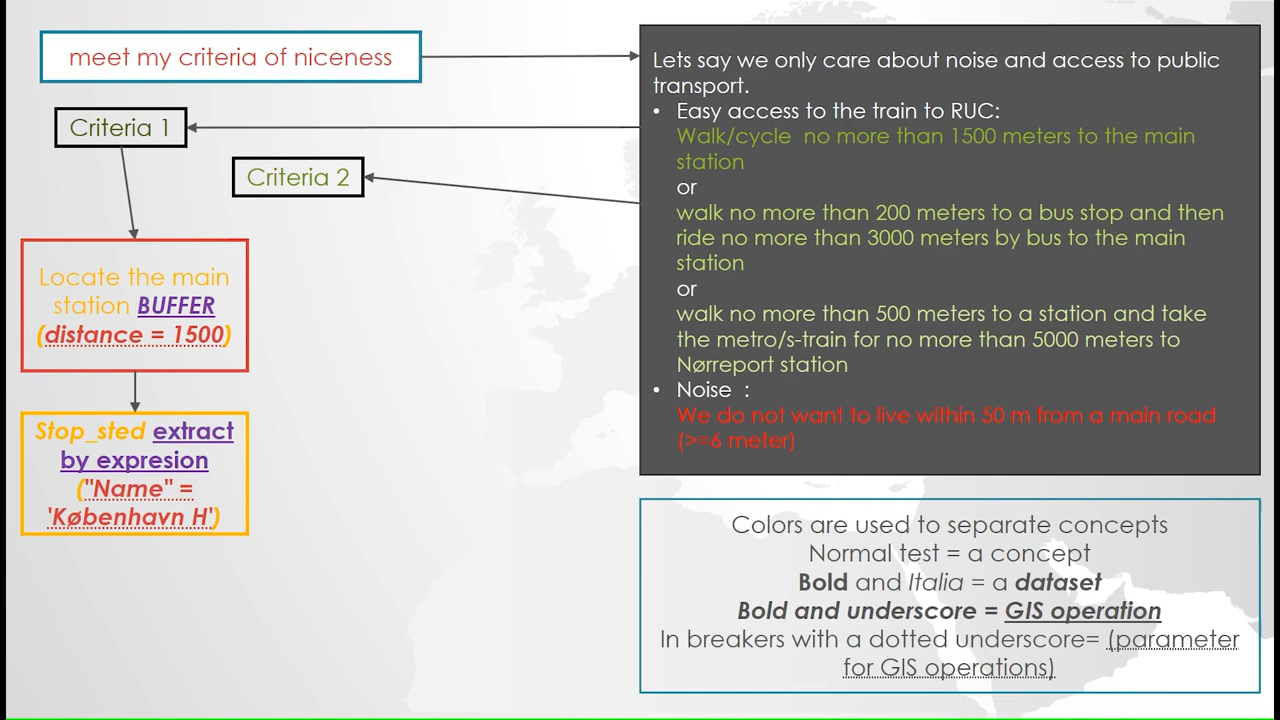 meet my criteria of niceness
Criteria 1
Criteria 2
Locate the main
station BUFFER
(distance = 1500)
Stop_sted extract
by expresion
("Name" =
'København H')
Lets say we only care about noise and access to public
transport.
• Easy access to the train to RUC:
Walk/cycle no more than 1500 meters to the main
station
or
walk no more than 200 meters to a bus stop and then
ride no more than 3000 meters by bus to the main
station
or
walk no more than 500 meters to a station and take
the metro/s-train for no more than 5000 meters to
Nørreport station
• Noise :
We do not want to live within 50 m from a main road
(>=6 meter)
Colors are used to separate concepts
Normal test = a concept
Bold and Italia = a dataset
Bold and underscore = GIS operation
In breakers with a dotted underscore= (parameter
for GIS operations)